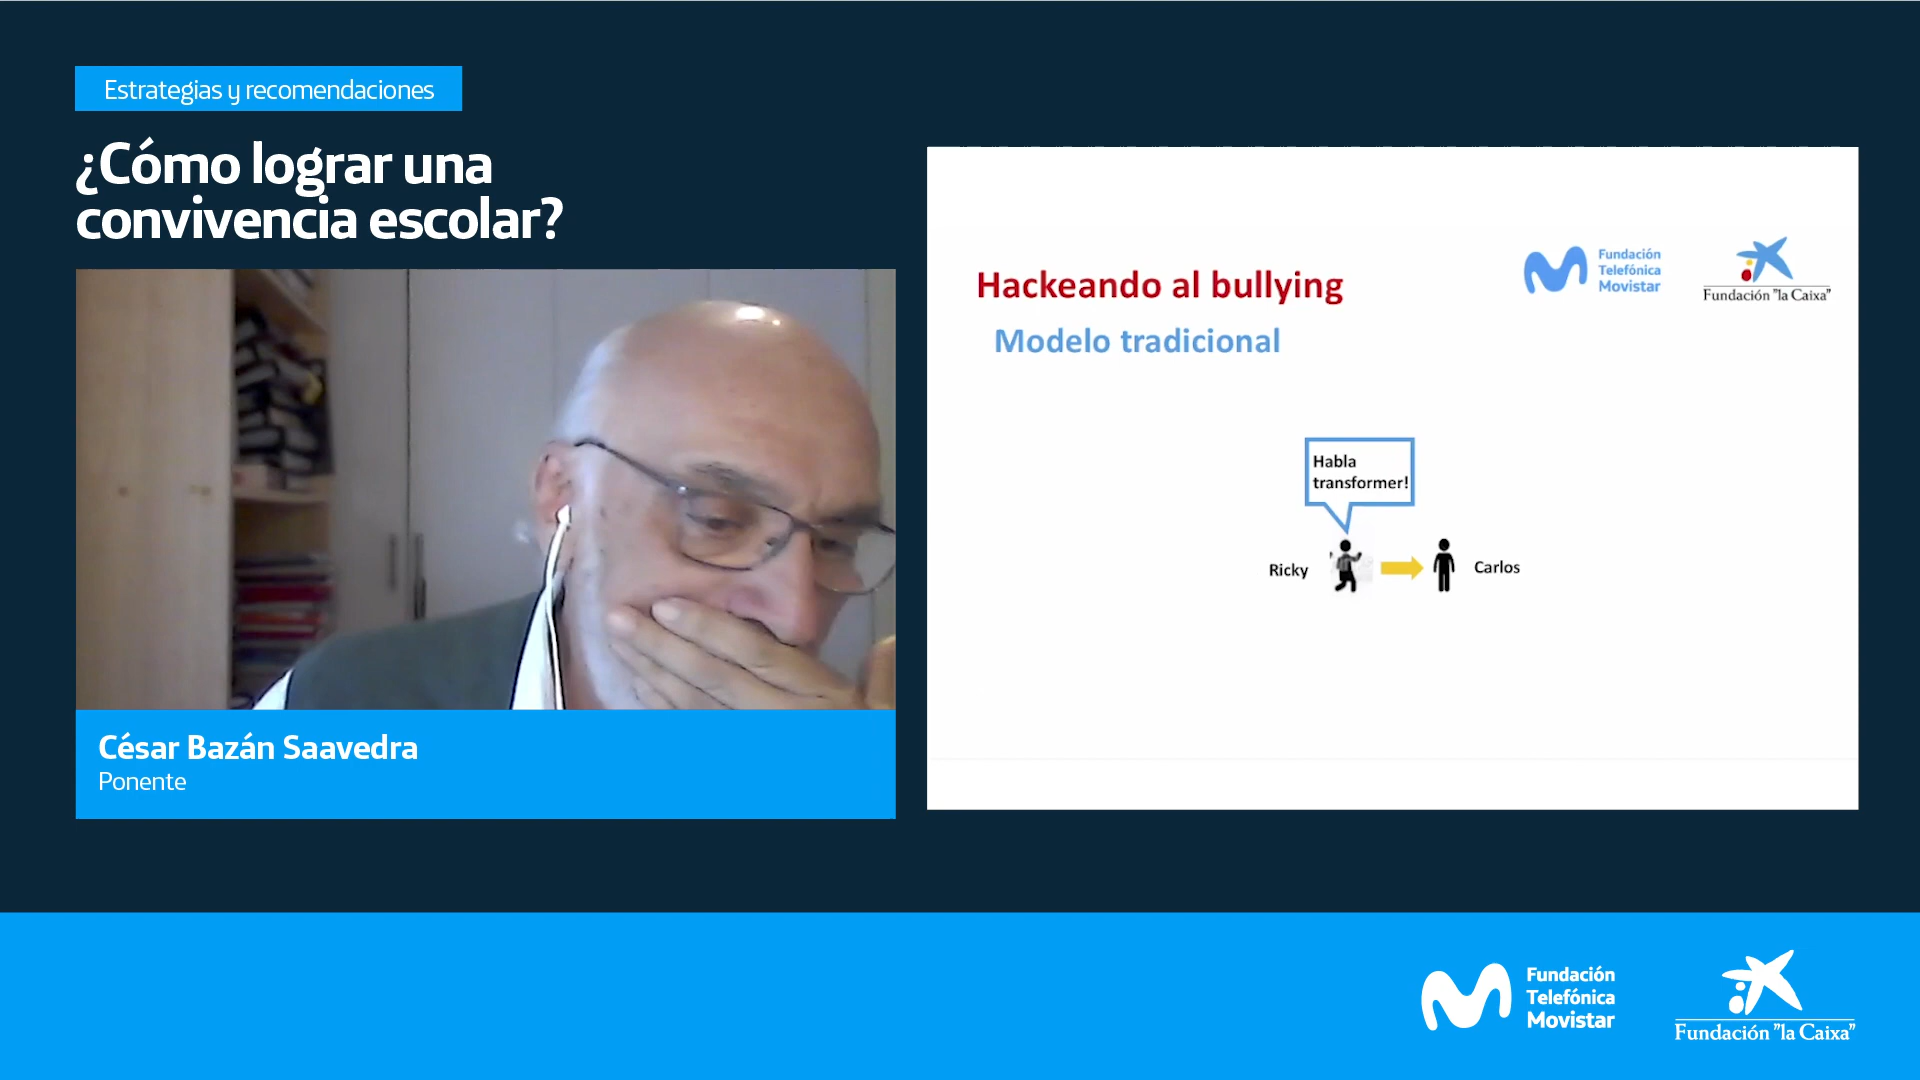 Estrategias y recomendaciones
¿Cómo lograr una
convivencia escolar?
César Bazán Saavedra
Ponente
Hackeando al bullying
Modelo tradicional
Fundación
Telefónica
Movistar
Fundación "la Caixa"
Habla
transformer!
Ricky
Carlos
Fundación
Telefónica
Movistar
Fundación "la Caixa"